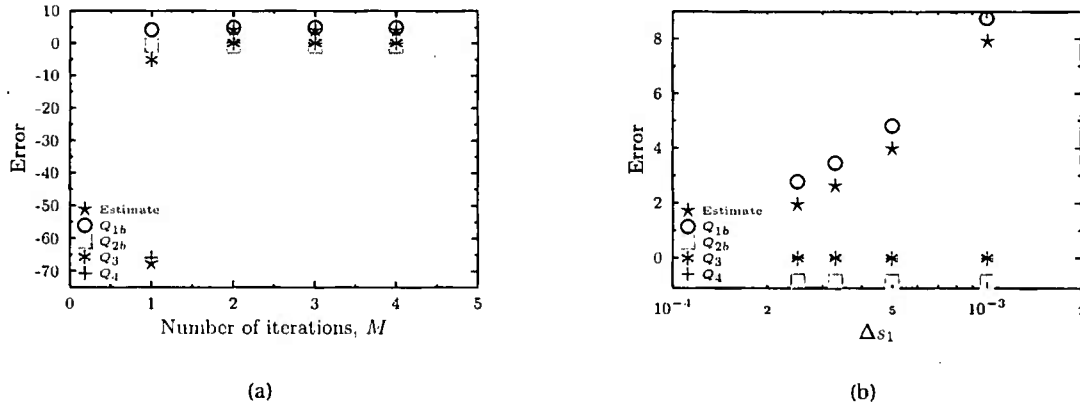 10
0
-10
-20
-30
-40
-50
-60
-70
Error
Estimate
Q1b
Q2b
Q3
Q4
0
1
2
3
4
5
Number of iterations, M
(a)
8
6
4
2
0
Error
Estimate
Q1b
Q2b
Q3
Q4
10⁻⁴
2
5
10⁻³
2
Δs₁
(b)